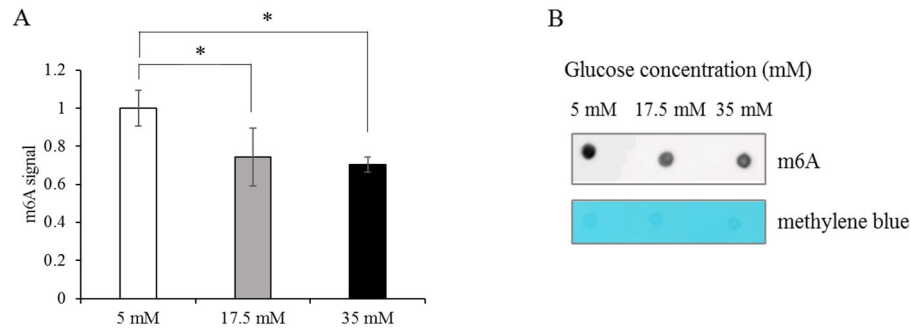 A
*
*
1.2
1
0.8
0.6
0.4
0.2
0
m6A signal
5 mM 17.5 mM 35 mM
B
Glucose concentration (mM)
5 mM 17.5 mM 35 mM
m6A
methylene blue